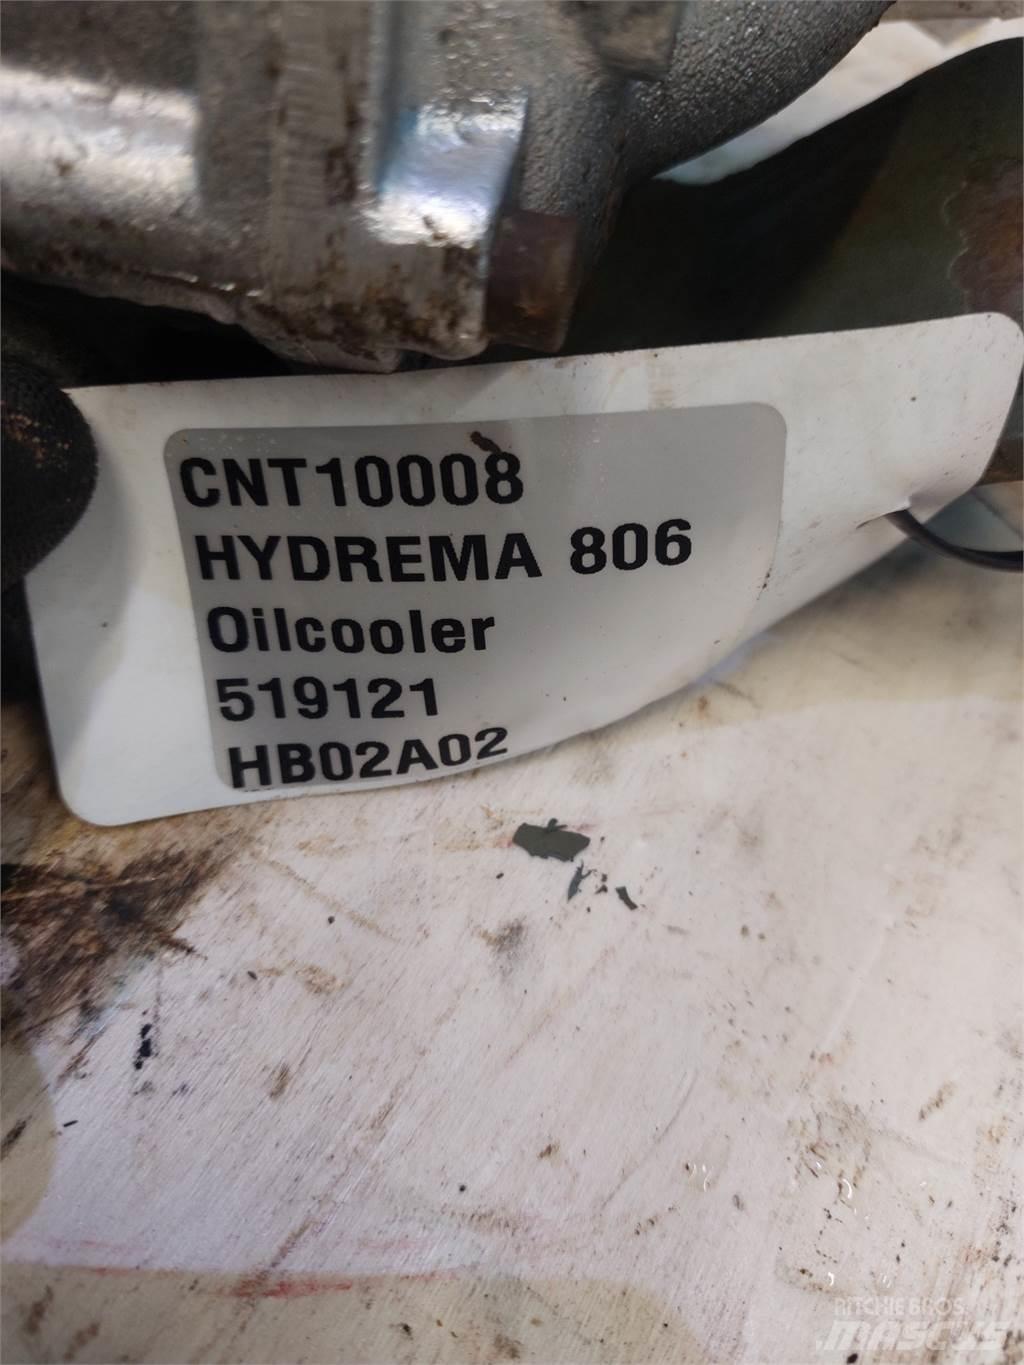 CNT10008
HYDREMA 806
Oilcooler
519121
HB02A02
RITCHIE BROS.
MASCUS